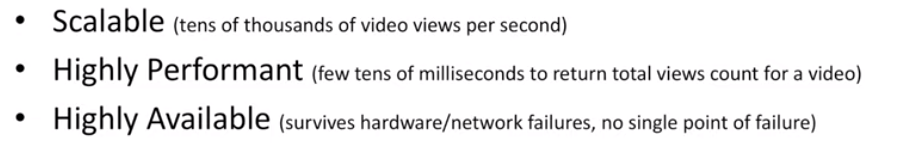 • Scalable (tens of thousands of video views per second)
• Highly Performant (few tens of milliseconds to return total views count for a video)
• Highly Available (survives hardware/network failures, no single point of failure)